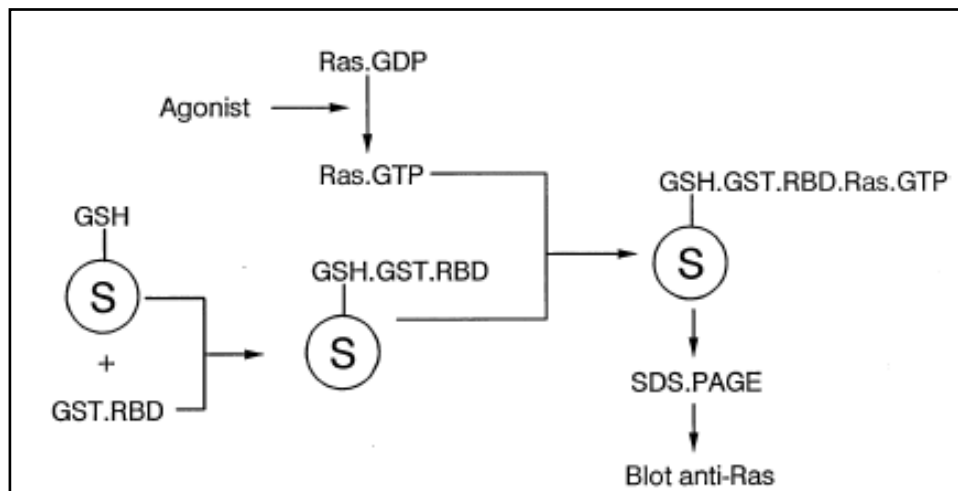 Ras.GDP
Agonist
Ras.GTP
GSH.GST.RBD.Ras.GTP
GSH
S
GSH.GST.RBD
S
S
+
GST.RBD
SDS.PAGE
Blot anti-Ras